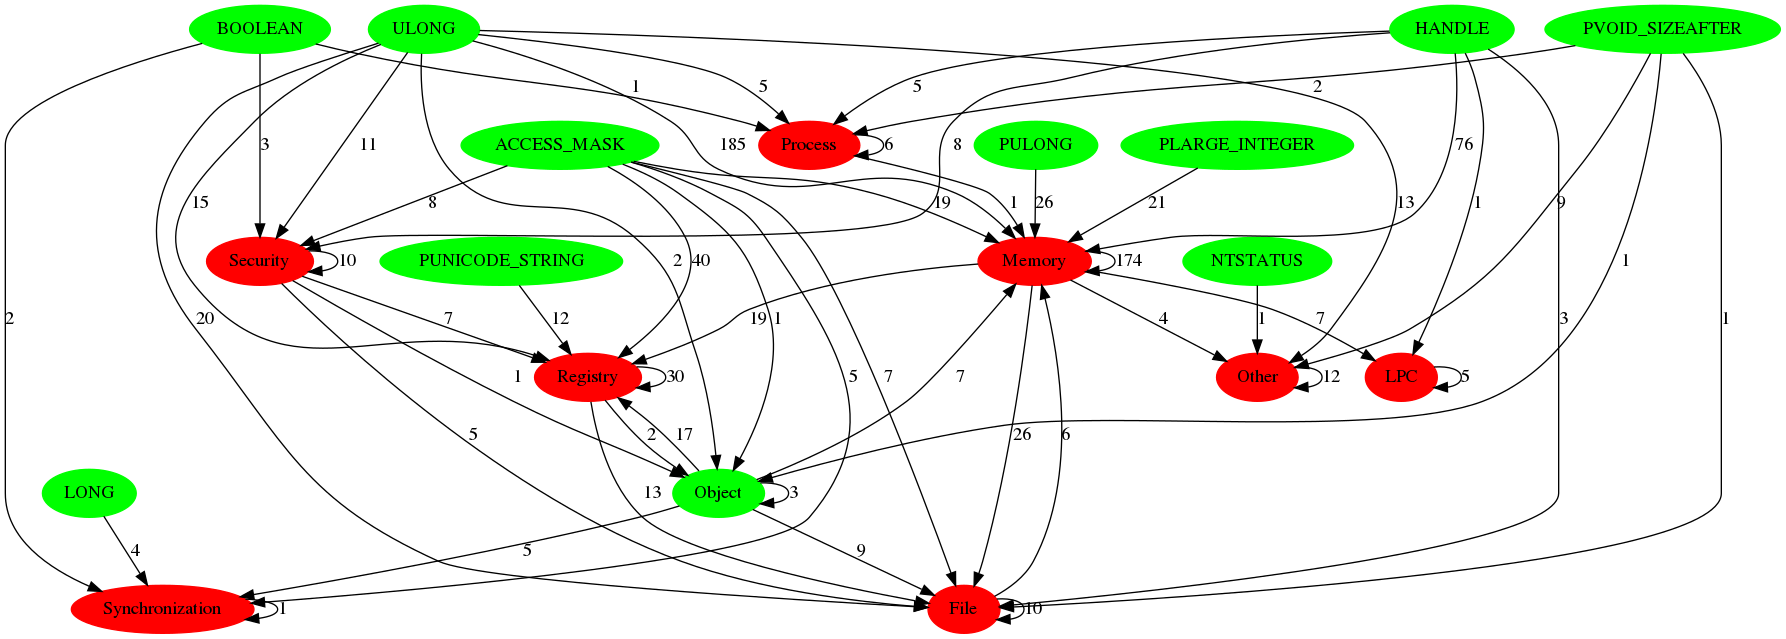 BOOLEAN ULONG HANDLE PVOID_SIZEAFTER
1 5 5 2
3 11 ACCESS_MASK 185 Process 6 8 PULONG PLARGE_INTEGER 76
15 8 19 1 26 21 1 13 9
Security 10 PUNICODE_STRING 2 40 Memory 174 NTSTATUS 1
2 20 7 12 19 1 4 1 7 3 1
1 Registry 30 5 7 7 Other 12 LPC 5
5 2 17 26 6
LONG 13 Object 3
4 5 9
Synchronization 1 File 10